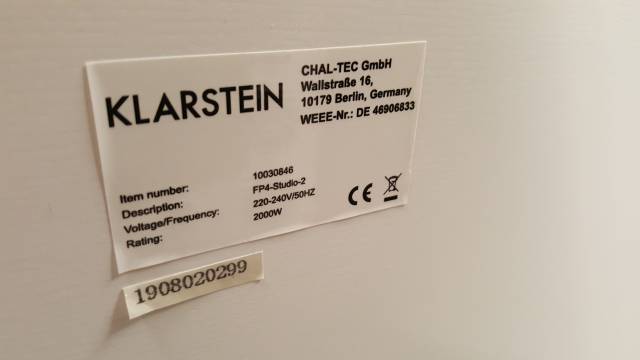 KLARSTEIN
CHAL-TEC GmbH
Wallstraße 16,
10179 Berlin, Germany
WEEE-Nr.: DE 46906833
Item number: 10030846
Description: FP4-Studio-2
Voltage/Frequency: 220-240V/50HZ
Rating: 2000W
CE
1908020299